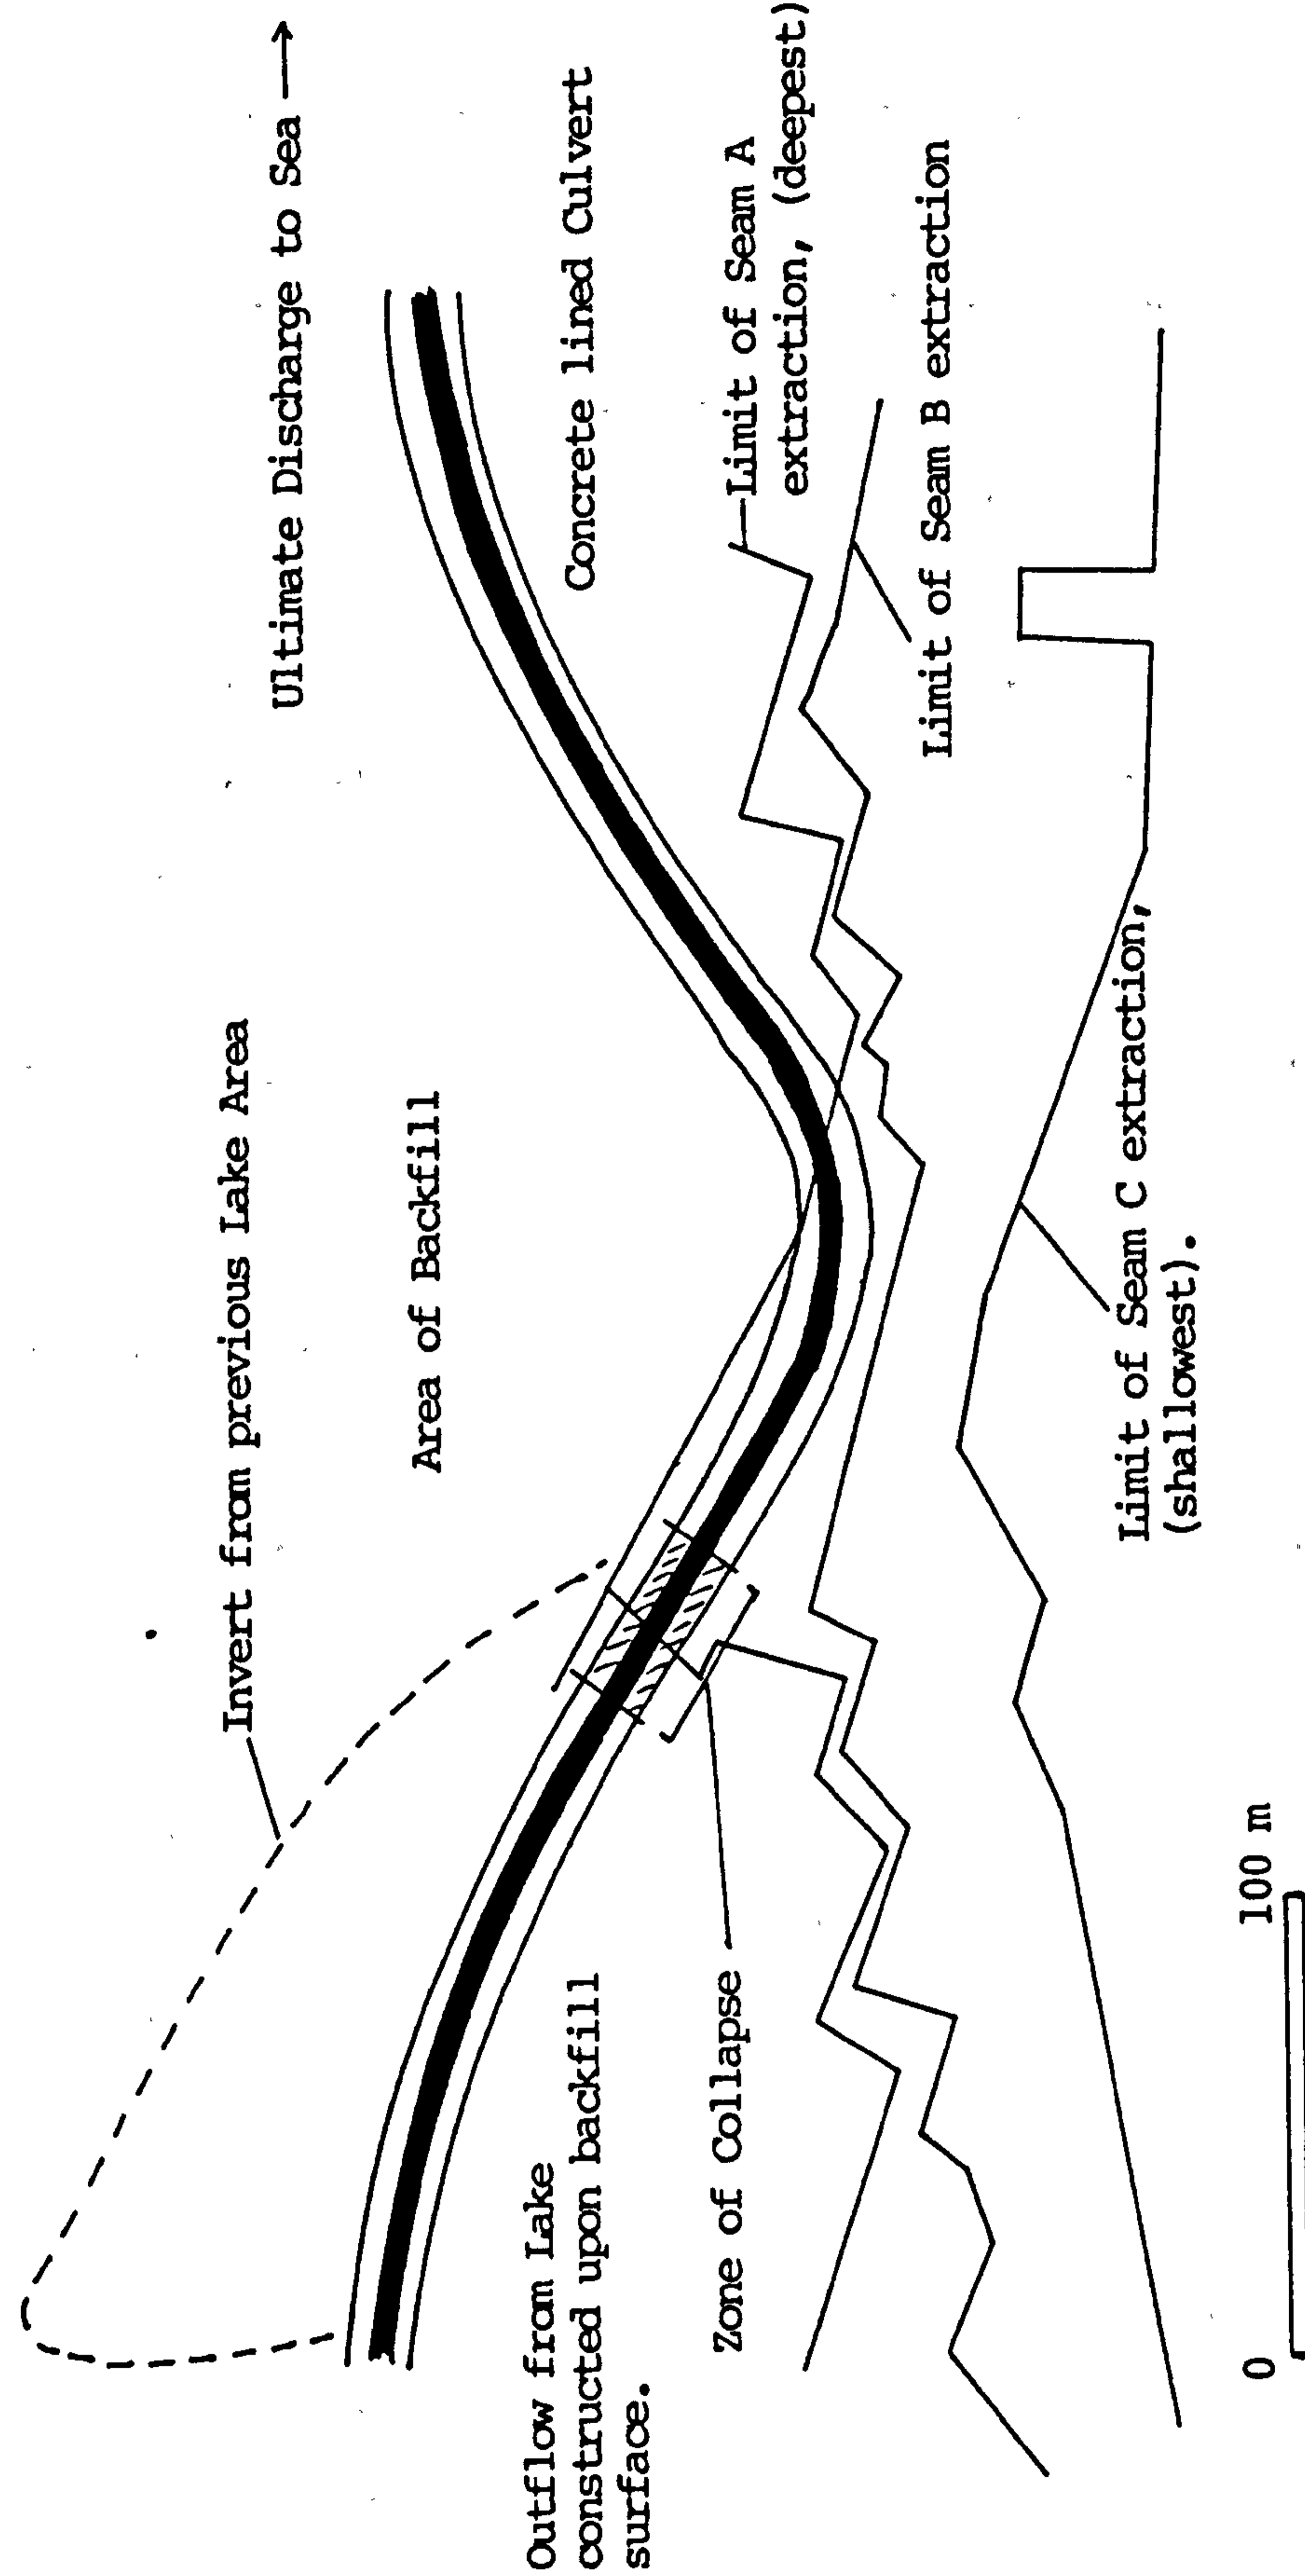 Ultimate Discharge to Sea →
Invert from previous Lake Area
Area of Backfill
Concrete lined Culvert
Outflow from Lake
constructed upon backfill
surface.
Limit of Seam A
extraction, (deepest)
Zone of Collapse
Limit of Seam B extraction
Limit of Seam C extraction,
(shallowest).
0
100 m